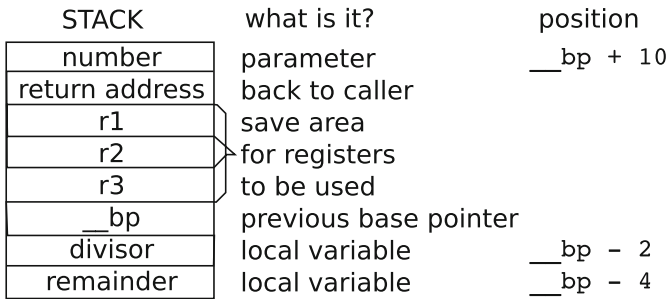 STACK what is it? position
number parameter __bp + 10
return address back to caller
r1 save area
r2 for registers
r3 to be used
__bp previous base pointer
divisor local variable __bp - 2
remainder local variable __bp - 4